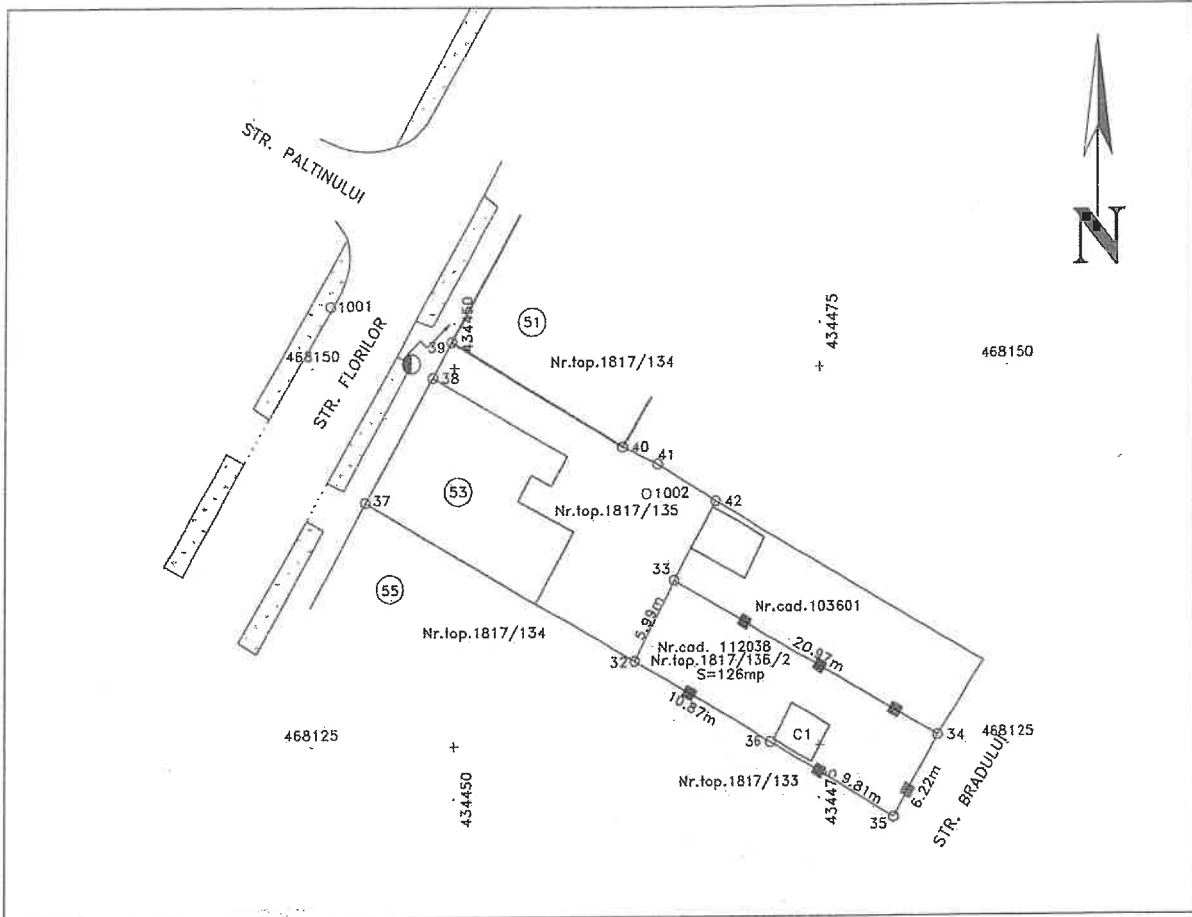 STR. PALTINULUI
N
1001
434450
51
434475
468150
39
468150
STR. FLORILOR
38
Nr.top.1817/134
40
41
53
1002
42
37
Nr.top.1817/135
33
55
Nr.cad.103601
5.99m
Nr.top.1817/134
Nr.cad. 112038
20.97m
32
Nr.top.1817/136/2
S=126mp
10.87m
468125
C1
34
468125
36
Nr.top.1817/133
9.81m
6.22m
434450
35
STR. BRADULUI